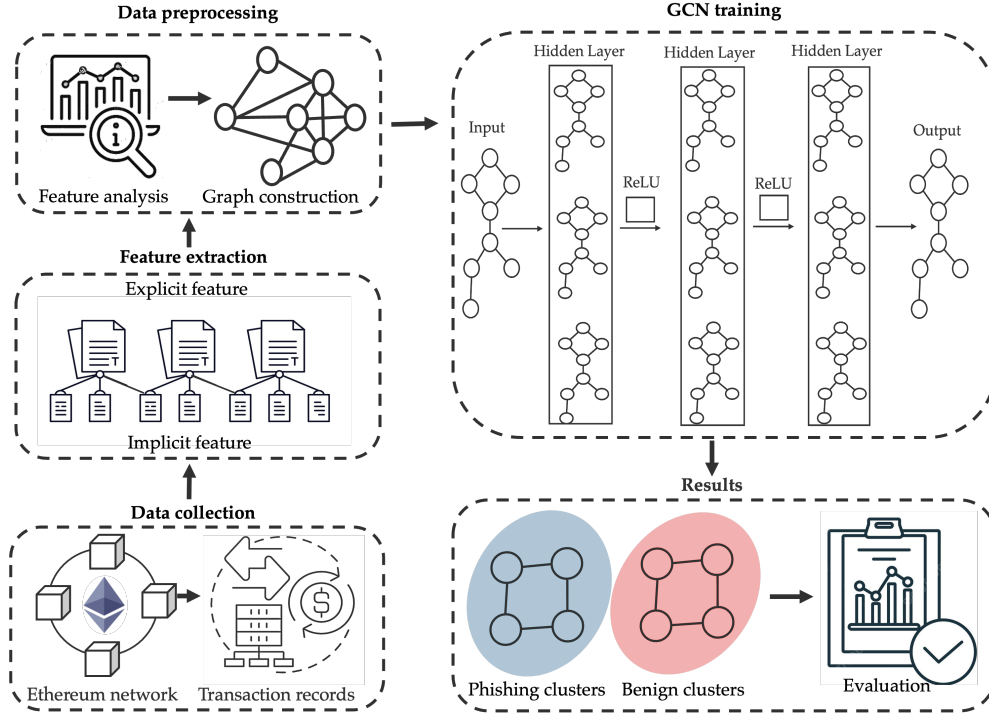 Data preprocessing
Feature analysis
Graph construction
Feature extraction
Explicit feature
T
T
T
Implicit feature
Data collection
Ethereum network
Transaction records
$
GCN training
Hidden Layer
Hidden Layer
Hidden Layer
Input
ReLU
ReLU
Output
Results
Phishing clusters
Benign clusters
Evaluation